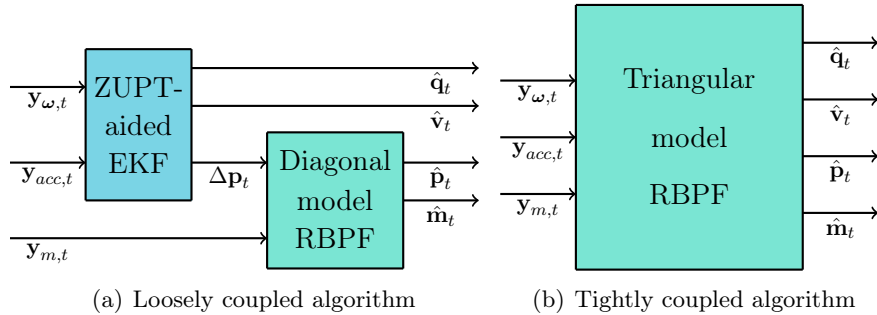 ZUPT-
aided
EKF
y_{ω,t}
y_{acc,t}
y_{m,t}
Δp_t
Diagonal
model
RBPF
q̂_t
v̂_t
p̂_t
m̂_t
(a) Loosely coupled algorithm
Triangular
model
RBPF
y_{ω,t}
y_{acc,t}
y_{m,t}
q̂_t
v̂_t
p̂_t
m̂_t
(b) Tightly coupled algorithm